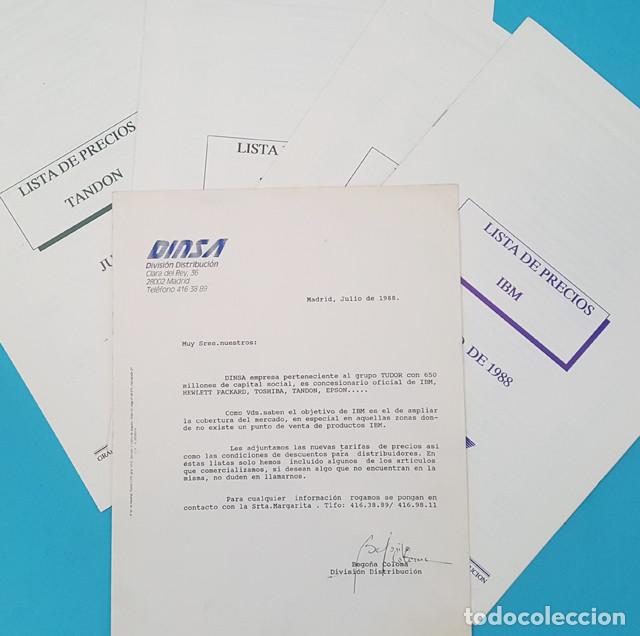 LISTA DE PRECIOS
TANDON
JU
LISTA
LISTA DE PRECIOS
IBM
DE 1988
DINSA
División Distribución
Clara del Rey, 36
28002 Madrid
Teléfono 416 38 89
Madrid, Julio de 1988.
Muy Sres.nuestros:
DINSA empresa perteneciente al grupo TUDOR con 650
millones de capital social, es concesionario oficial de IBM,
HEWLETT PACKARD, TOSHIBA, TANDON, EPSON.....
Como Vds.saben el objetivo de IBM es el de ampliar
la cobertura del mercado, en especial en aquellas zonas don-
de no existe un punto de venta de productos IBM.
Les adjuntamos las nuevas tarifas de precios asi
como las condiciones de descuentos para distribuidores. En
éstas listas solo hemos incluido algunos de los artículos
que comercializamos, si desean algo que no encuentran en la
misma, no duden en llamarnos.
Para cualquier información rogamos se pongan en
contacto con la Srta.Margarita . Tlfo: 416.38.89/ 416.98.11
Begoña Coloma
División Distribución
todocoleccion